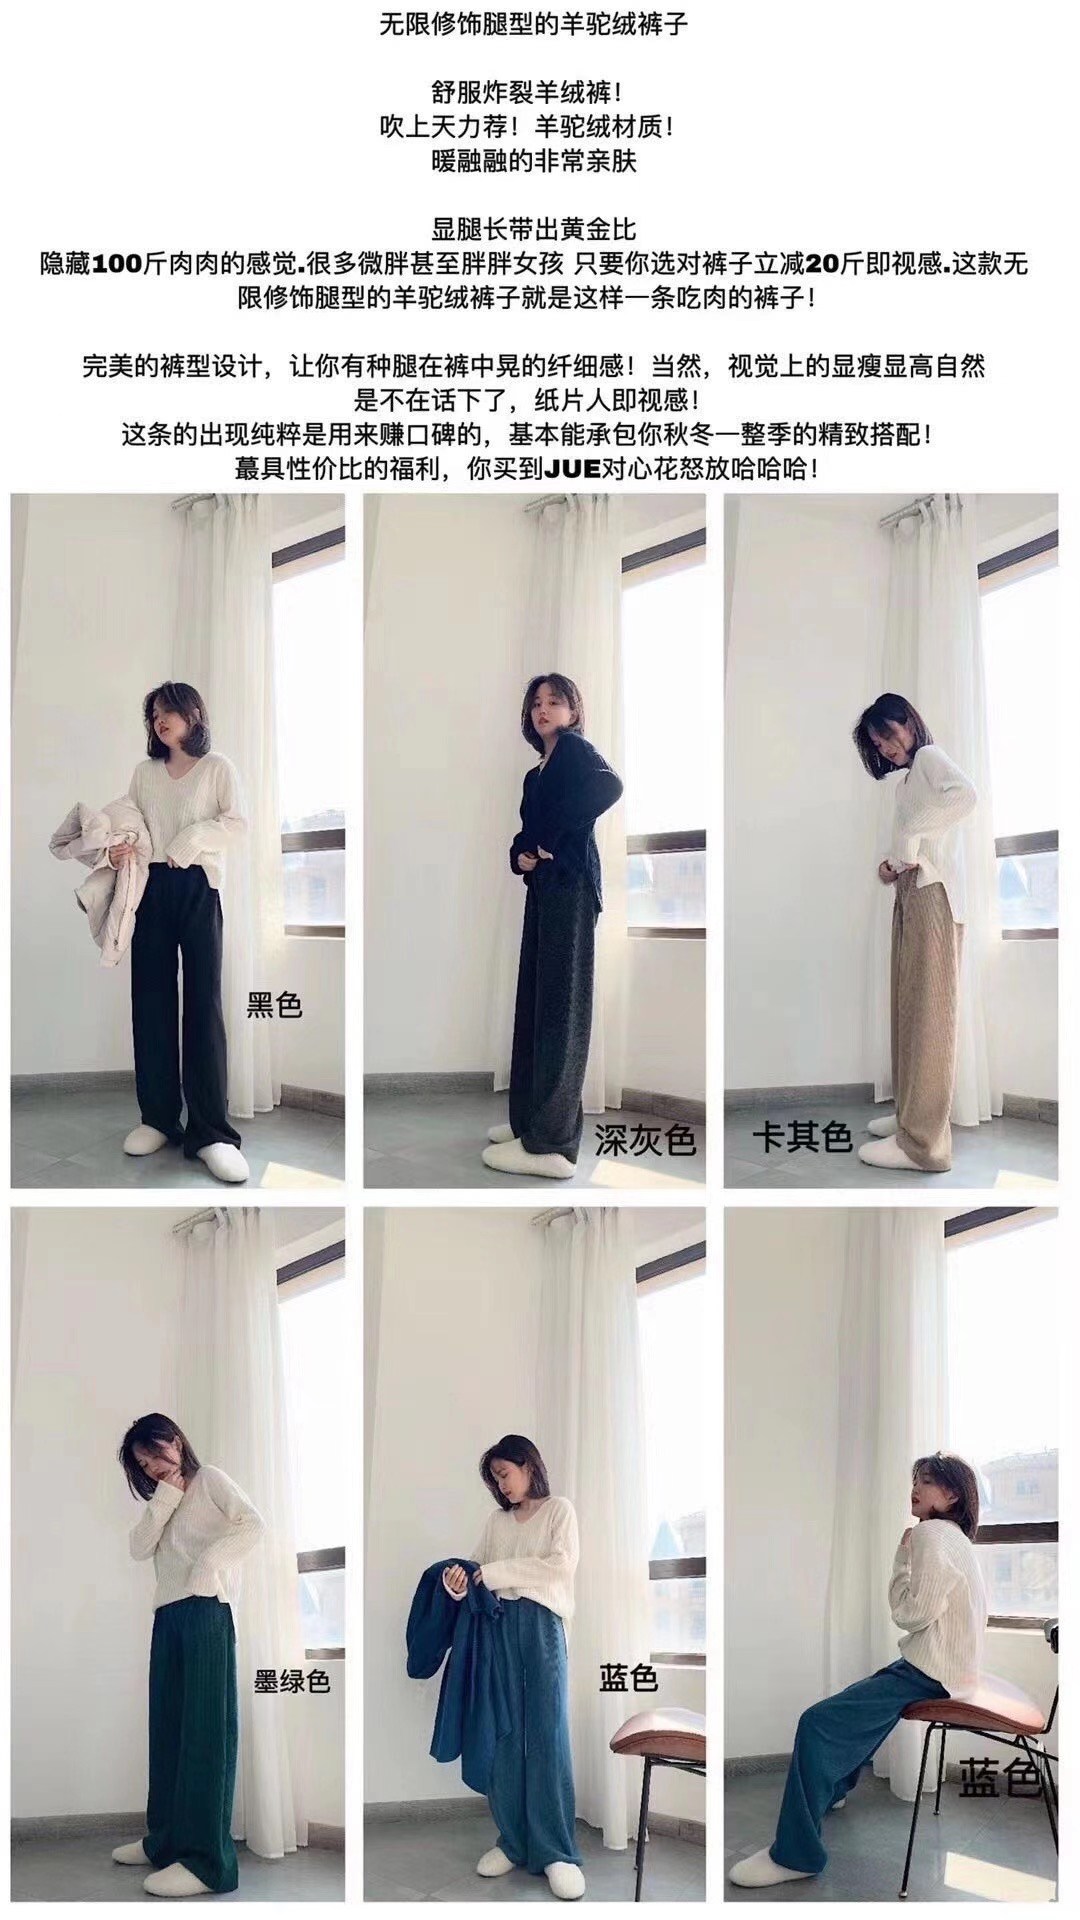 无限修饰腿型的羊驼绒裤子
舒服炸裂羊绒裤！
吹上天力荐！羊驼绒材质！
暖融融的非常亲肤
显腿长带出黄金比
隐藏100斤肉肉的感觉.很多微胖甚至胖胖女孩 只要你选对裤子立减20斤即视感.这款无
限修饰腿型的羊驼绒裤子就是这样一条吃肉的裤子！
完美的裤型设计，让你有种腿在裤中晃的纤细感！当然，视觉上的显瘦显高自然
是不在话下了，纸片人即视感！
这条的出现纯粹是用来赚口碑的，基本能承包你秋冬一整季的精致搭配！
蕞具性价比的福利，你买到JUE对心花怒放哈哈哈！
黑色
深灰色
卡其色
墨绿色
蓝色
蓝色